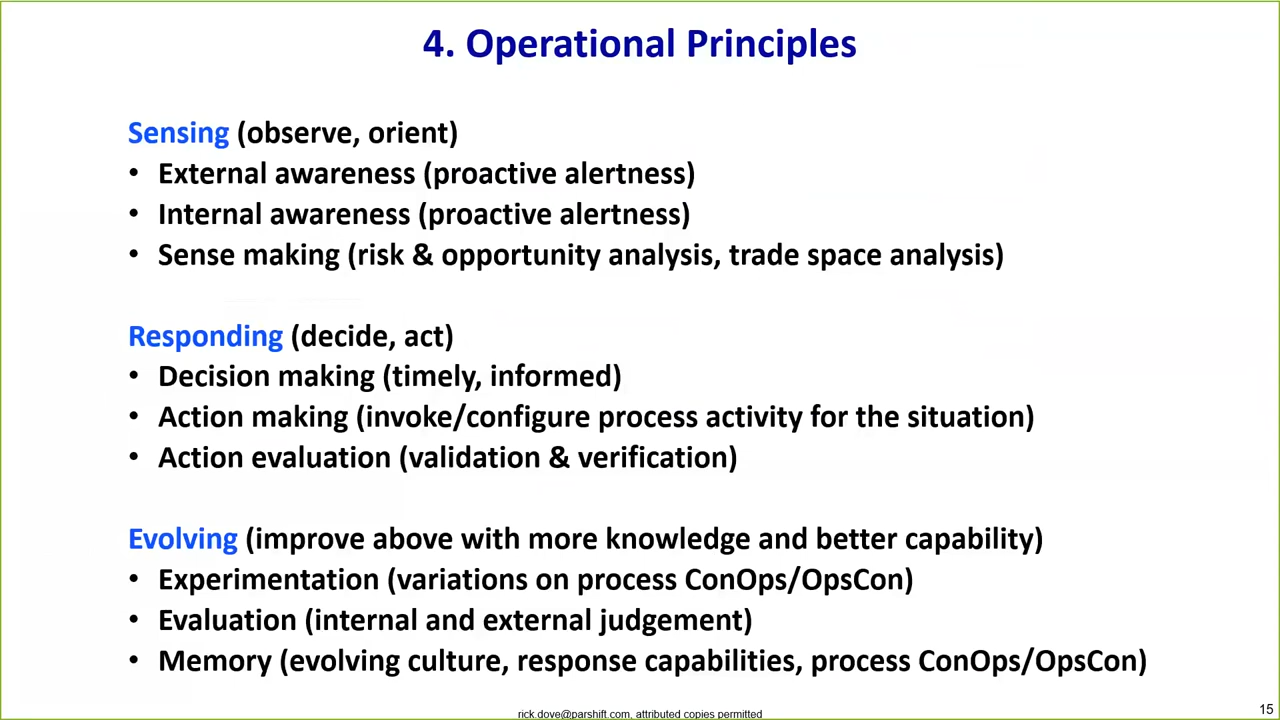 4. Operational Principles
Sensing (observe, orient)
• External awareness (proactive alertness)
• Internal awareness (proactive alertness)
• Sense making (risk & opportunity analysis, trade space analysis)
Responding (decide, act)
• Decision making (timely, informed)
• Action making (invoke/configure process activity for the situation)
• Action evaluation (validation & verification)
Evolving (improve above with more knowledge and better capability)
• Experimentation (variations on process ConOps/OpsCon)
• Evaluation (internal and external judgement)
• Memory (evolving culture, response capabilities, process ConOps/OpsCon)
rick.dove@parshift.com, attributed copies permitted
15